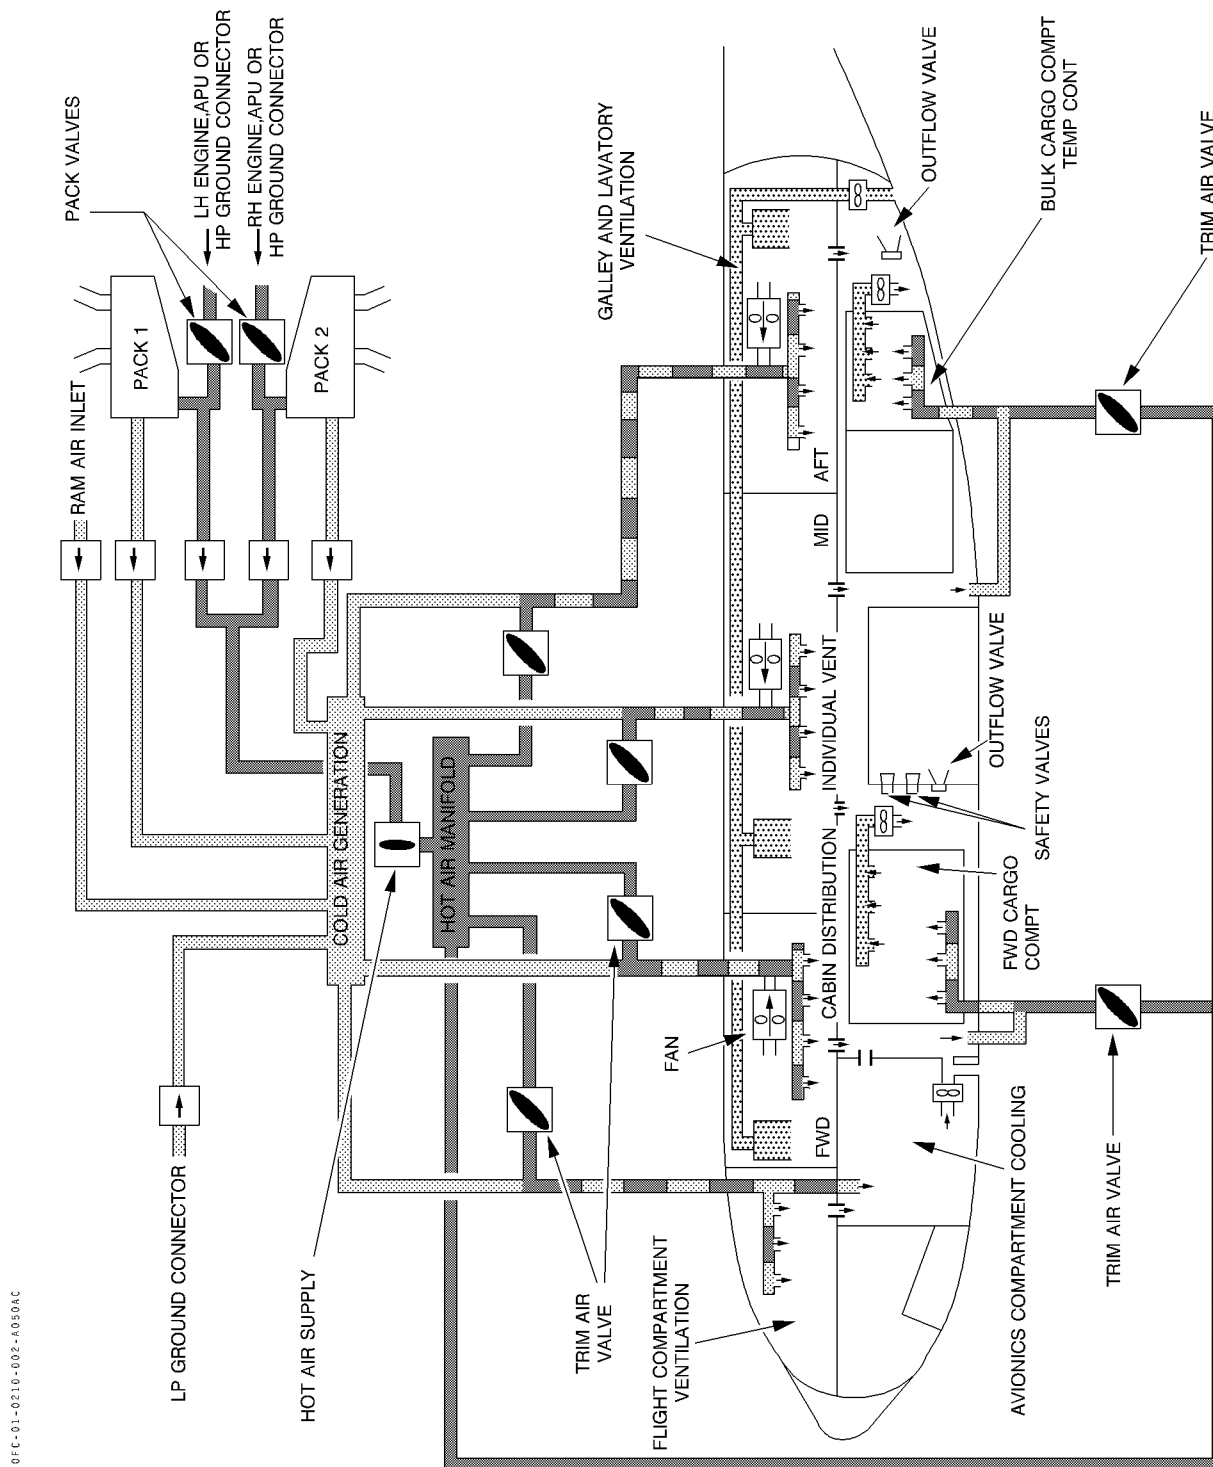 PACK VALVES
LH ENGINE,APU OR
HP GROUND CONNECTOR
RH ENGINE,APU OR
HP GROUND CONNECTOR
PACK 1
PACK 2
RAM AIR INLET
GALLEY AND LAVATORY
VENTILATION
OUTFLOW VALVE
BULK CARGO COMPT
TEMP CONT
TRIM AIR VALVE
AFT
MID
COLD AIR GENERATION
HOT AIR MANIFOLD
CABIN DISTRIBUTION
INDIVIDUAL VENT
OUTFLOW VALVE
SAFETY VALVES
FWD CARGO
COMPT
FAN
FWD
LP GROUND CONNECTOR
HOT AIR SUPPLY
TRIM AIR
VALVE
FLIGHT COMPARTMENT
VENTILATION
AVIONICS COMPARTMENT COOLING
TRIM AIR VALVE
0FC-01-0210-002-A050AC